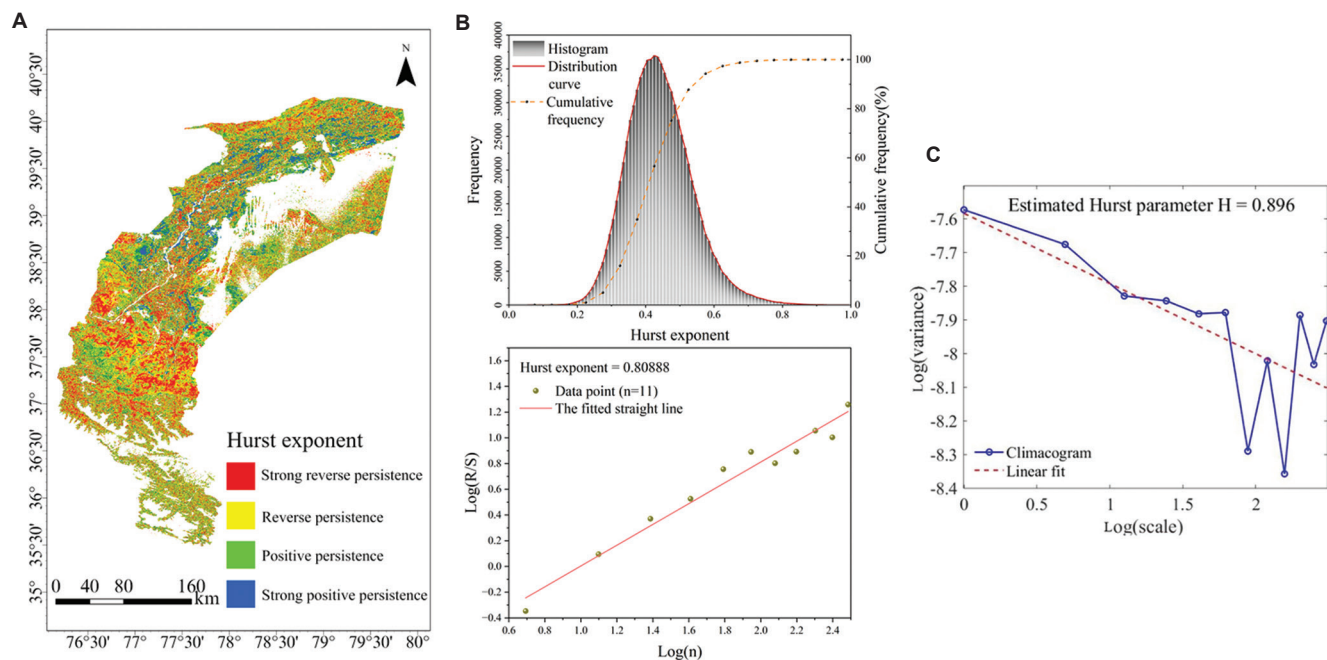 A
N
40°30'
40°
39°30'
39°
38°30'
38°
37°30'
37°
36°30'
36°
35°30'
35°
Hurst exponent
Strong reverse persistence
Reverse persistence
Positive persistence
Strong positive persistence
0 40 80 160
km
76°30' 77° 77°30' 78° 78°30' 79° 79°30' 80°
B
Histogram
Distribution
curve
Cumulative
frequency
Frequency
40000
35000
30000
25000
20000
15000
10000
5000
0
Cumulative frequency(%)
100
80
60
40
20
0
0.0 0.2 0.4 0.6 0.8 1.0
Hurst exponent
Hurst exponent = 0.80888
Data point (n=11)
The fitted straight line
Log(R/S)
1.6
1.4
1.2
1.0
0.8
0.6
0.4
0.2
0.0
−0.2
−0.4
0.6 0.8 1.0 1.2 1.4 1.6 1.8 2.0 2.2 2.4
Log(n)
C
Estimated Hurst parameter H = 0.896
Log(variance)
-7.6
-7.7
-7.8
-7.9
-8
-8.1
-8.2
-8.3
-8.4
Climacogram
Linear fit
0 0.5 1 1.5 2
Log(scale)